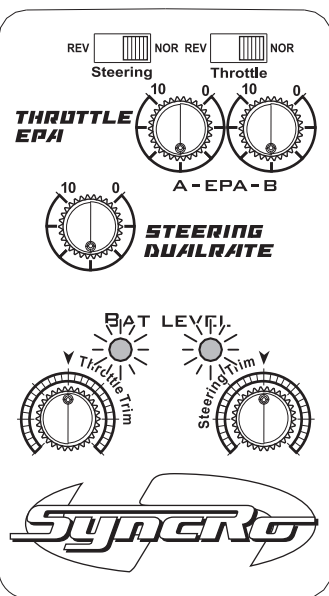 REV NOR REV NOR
Steering Throttle
THROTTLE
EPA
10 0 10 0
A-EPA-B
10 0
STEERING
DUALRATE
BAT LEVEL
Throttle Trim
Steering Trim
SYNCRO